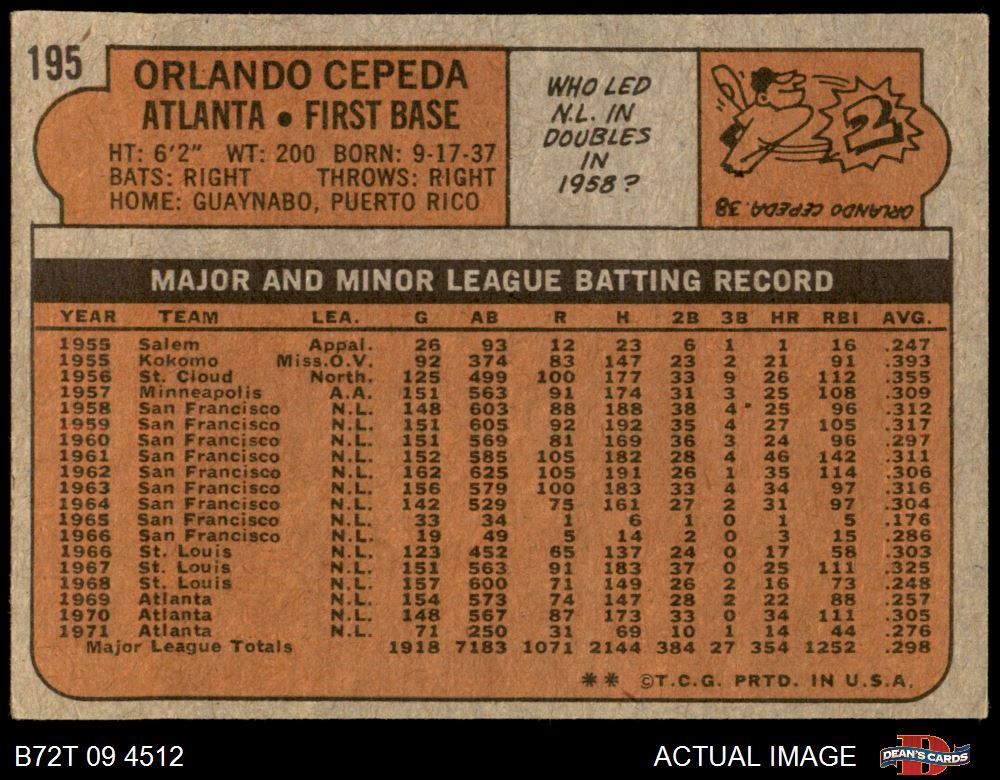 195
ORLANDO CEPEDA
ATLANTA • FIRST BASE
HT: 6'2" WT: 200 BORN: 9-17-37
BATS: RIGHT THROWS: RIGHT
HOME: GUAYNABO, PUERTO RICO
WHO LED
N.L. IN
DOUBLES
IN
1958?
2
ORLANDO CEPEDA. 38
MAJOR AND MINOR LEAGUE BATTING RECORD
YEAR TEAM LEA. G AB R H 2B 3B HR RBI AVG.
1955 Salem Appal. 26 93 12 23 6 1 1 16 .247
1955 Kokomo Miss.O.V. 92 374 83 147 23 2 21 91 .393
1956 St. Cloud North. 125 499 100 177 33 9 26 112 .355
1957 Minneapolis A.A. 151 563 91 174 31 3 25 108 .309
1958 San Francisco N.L. 148 603 88 188 38 4 25 96 .312
1959 San Francisco N.L. 151 605 92 192 35 4 27 105 .317
1960 San Francisco N.L. 151 569 81 169 36 3 24 96 .297
1961 San Francisco N.L. 152 585 105 182 28 4 46 142 .311
1962 San Francisco N.L. 162 625 105 191 26 1 35 114 .306
1963 San Francisco N.L. 156 579 100 183 33 4 34 97 .316
1964 San Francisco N.L. 142 529 75 161 27 2 31 97 .304
1965 San Francisco N.L. 33 34 1 6 1 0 1 5 .176
1966 San Francisco N.L. 19 49 5 14 2 0 3 15 .286
1966 St. Louis N.L. 123 452 65 137 24 0 17 58 .303
1967 St. Louis N.L. 151 563 91 183 37 0 25 111 .325
1968 St. Louis N.L. 157 600 71 149 26 2 16 73 .248
1969 Atlanta N.L. 154 573 74 147 28 2 22 88 .257
1970 Atlanta N.L. 148 567 87 173 33 0 34 111 .305
1971 Atlanta N.L. 71 250 31 69 10 1 14 44 .276
Major League Totals 1918 7183 1071 2144 384 27 354 1252 .298
** ©T.C.G. PRTD. IN U.S.A.
B72T 09 4512
ACTUAL IMAGE
DEAN'S CARDS